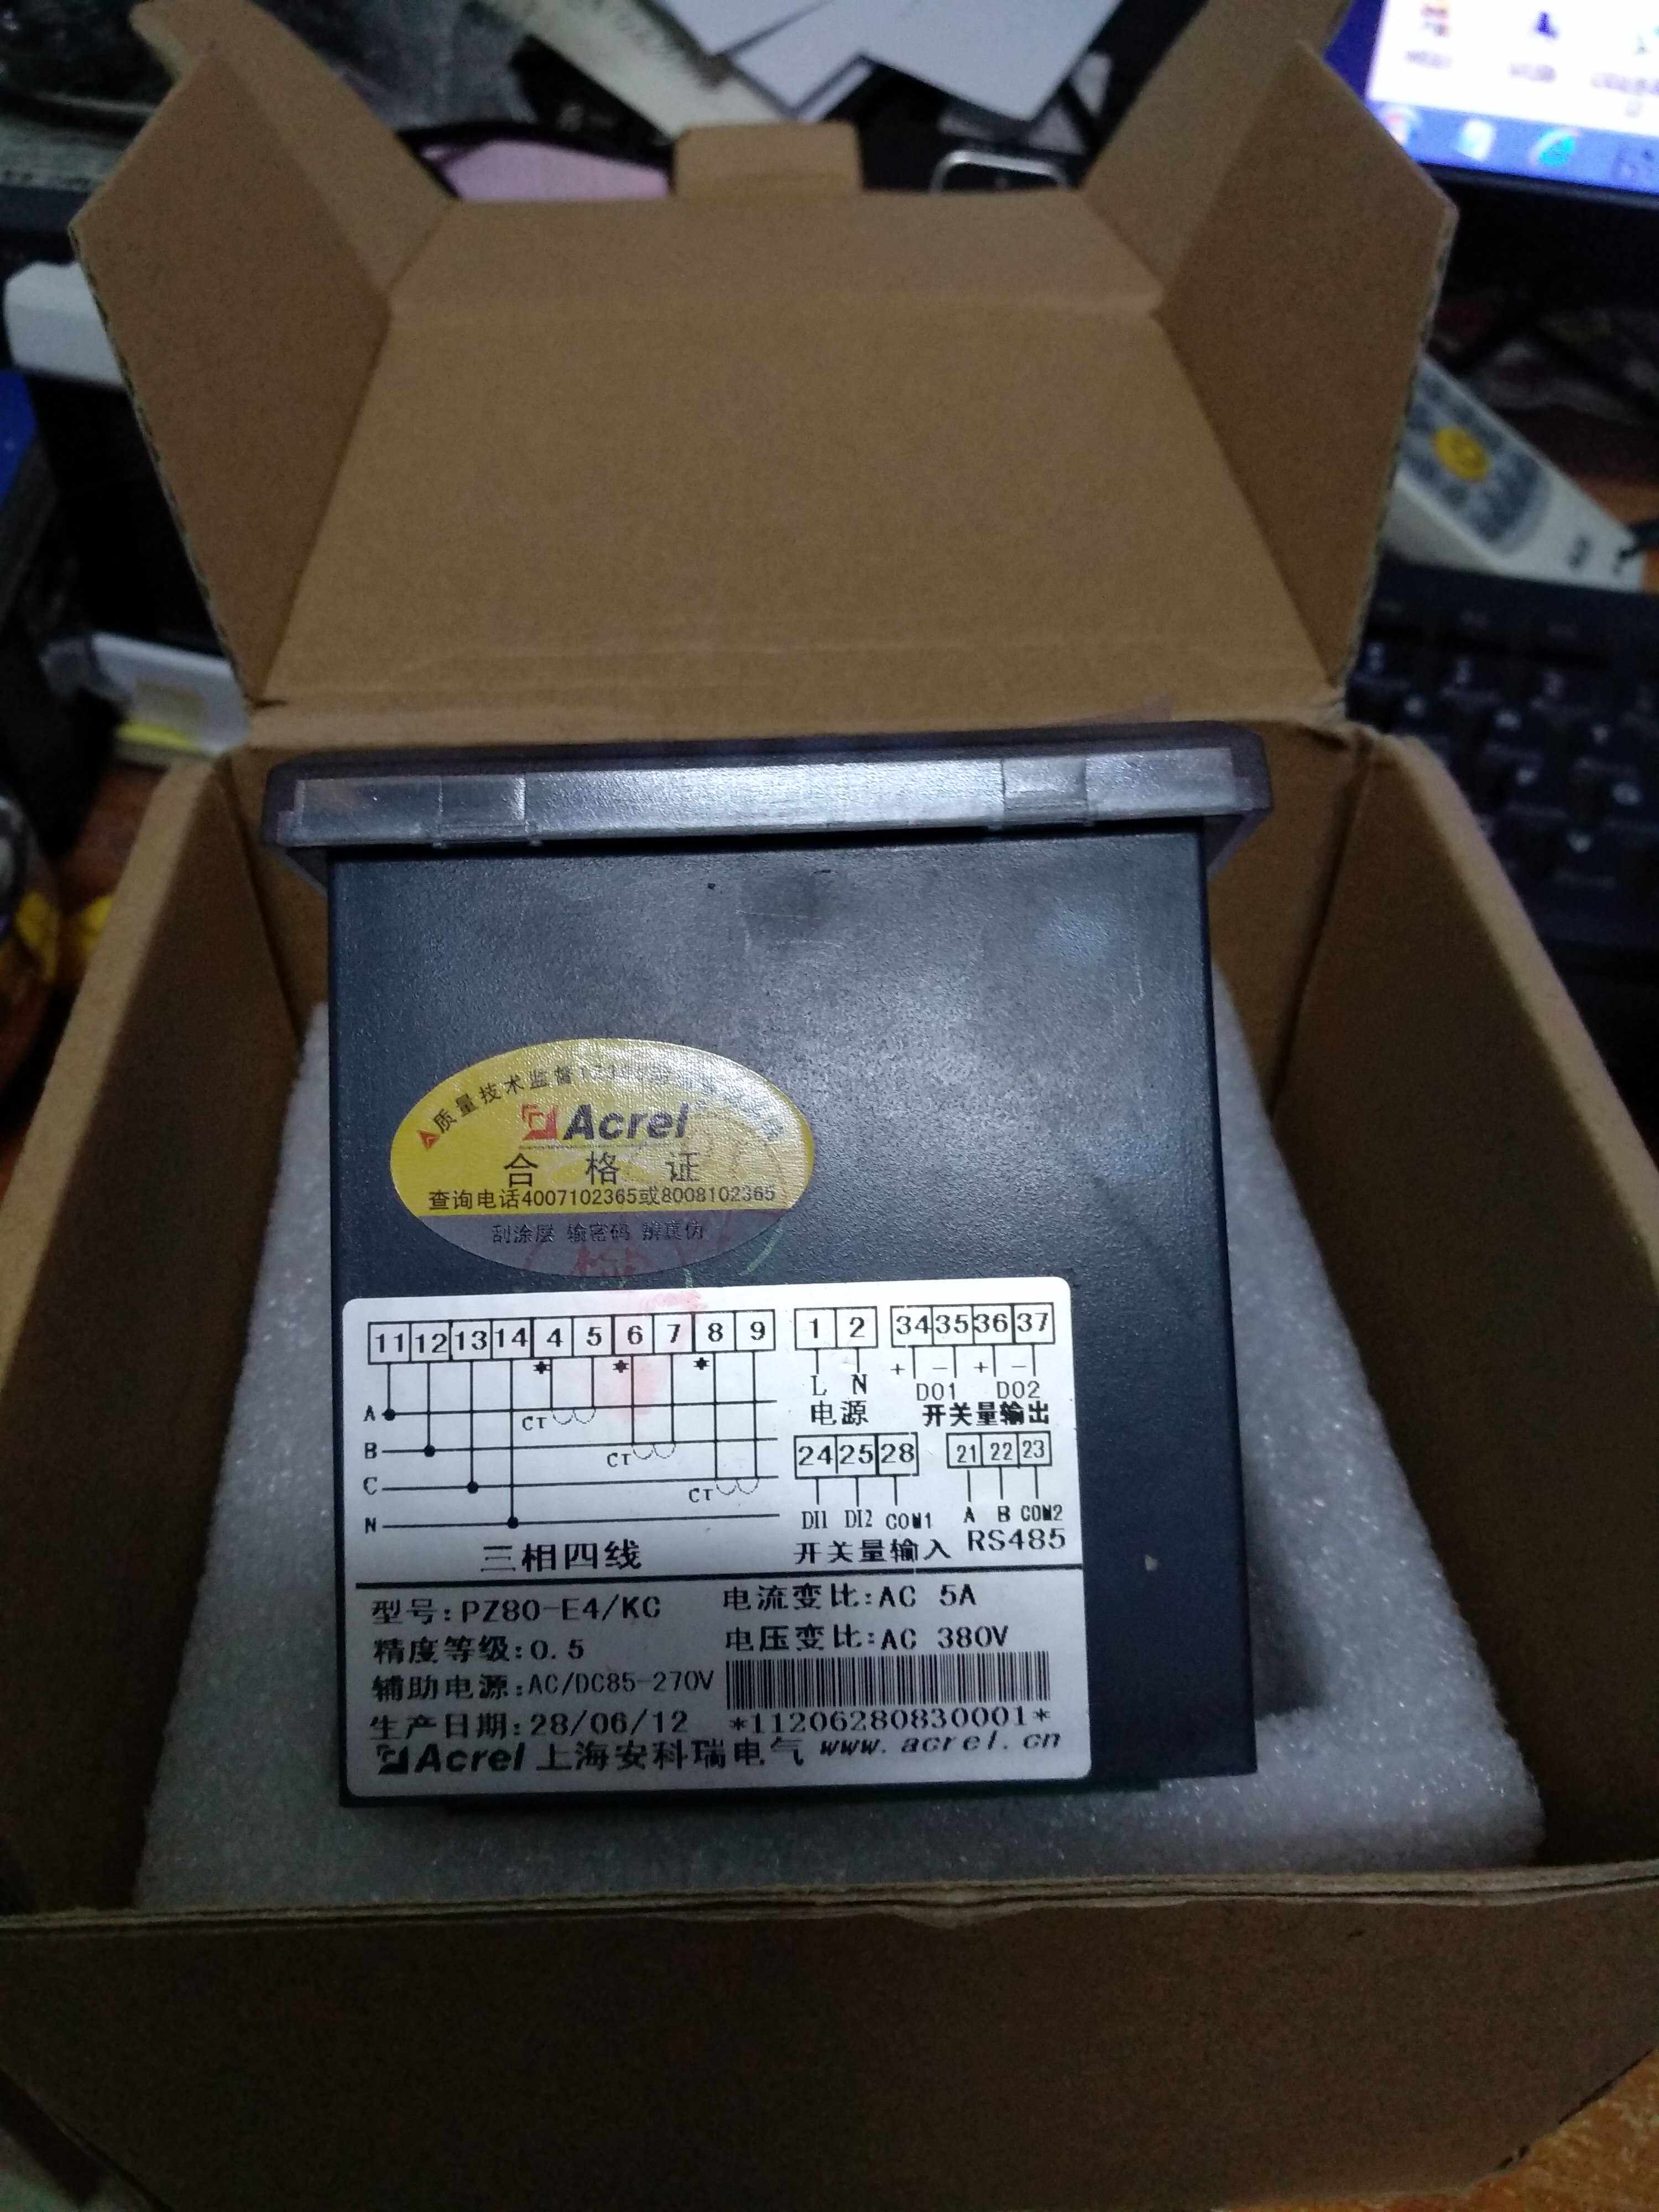 质量技术监督
Acrel
合格证
查询电话4007102365或8008102365
刮涂层 输密码 辨真伪
11 12 13 14 4 5 6 7 8 9
* * *
A
CT
B
CT
C
CT
N
三相四线
1 2
L N
电源
34 35 36 37
+ - + -
DO1 DO2
开关量输出
24 25 28
DI1 DI2 COM1
开关量输入
21 22 23
A B COM2
RS485
型号:PZ80-E4/KC
电流变比:AC 5A
精度等级:0.5
电压变比:AC 380V
辅助电源:AC/DC85-270V
生产日期:28/06/12
*11206280830001*
Acrel 上海安科瑞电气 www.acrel.cn